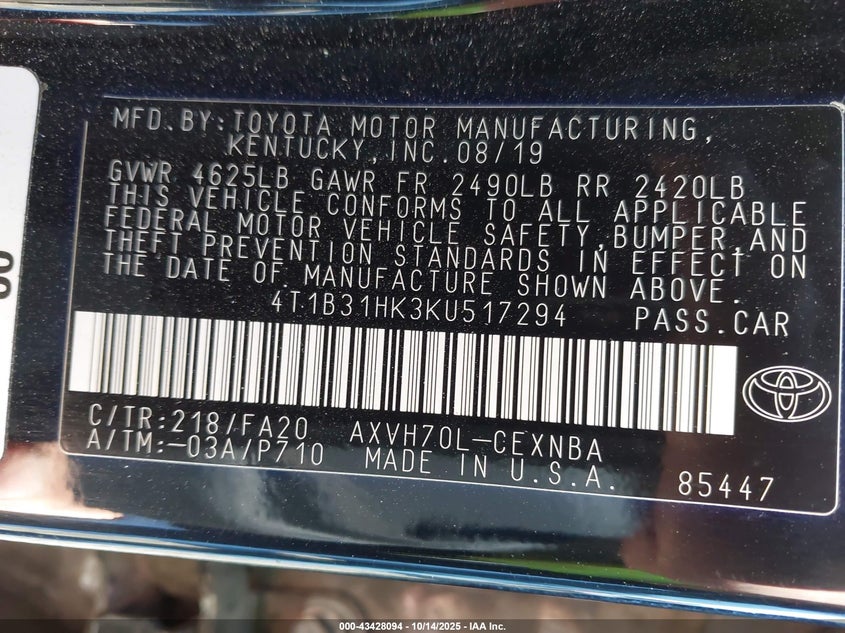 MFD.BY:TOYOTA MOTOR MANUFACTURING,
KENTUCKY,INC.08/19
GVWR 4625LB GAWR FR 2490LB RR 2420LB
THIS VEHICLE CONFORMS TO ALL APPLICABLE
FEDERAL MOTOR VEHICLE SAFETY,BUMPER,AND
THEFT PREVENTION STANDARDS IN EFFECT ON
THE DATE OF MANUFACTURE SHOWN ABOVE.
4T1B31HK3KU517294 PASS.CAR
C/TR:218/FA20 AXVH70L-CEXNBA
A/TM:-03A/P710 MADE IN U.S.A. 85447
000-43428094 | 10/14/2025 - IAA Inc.